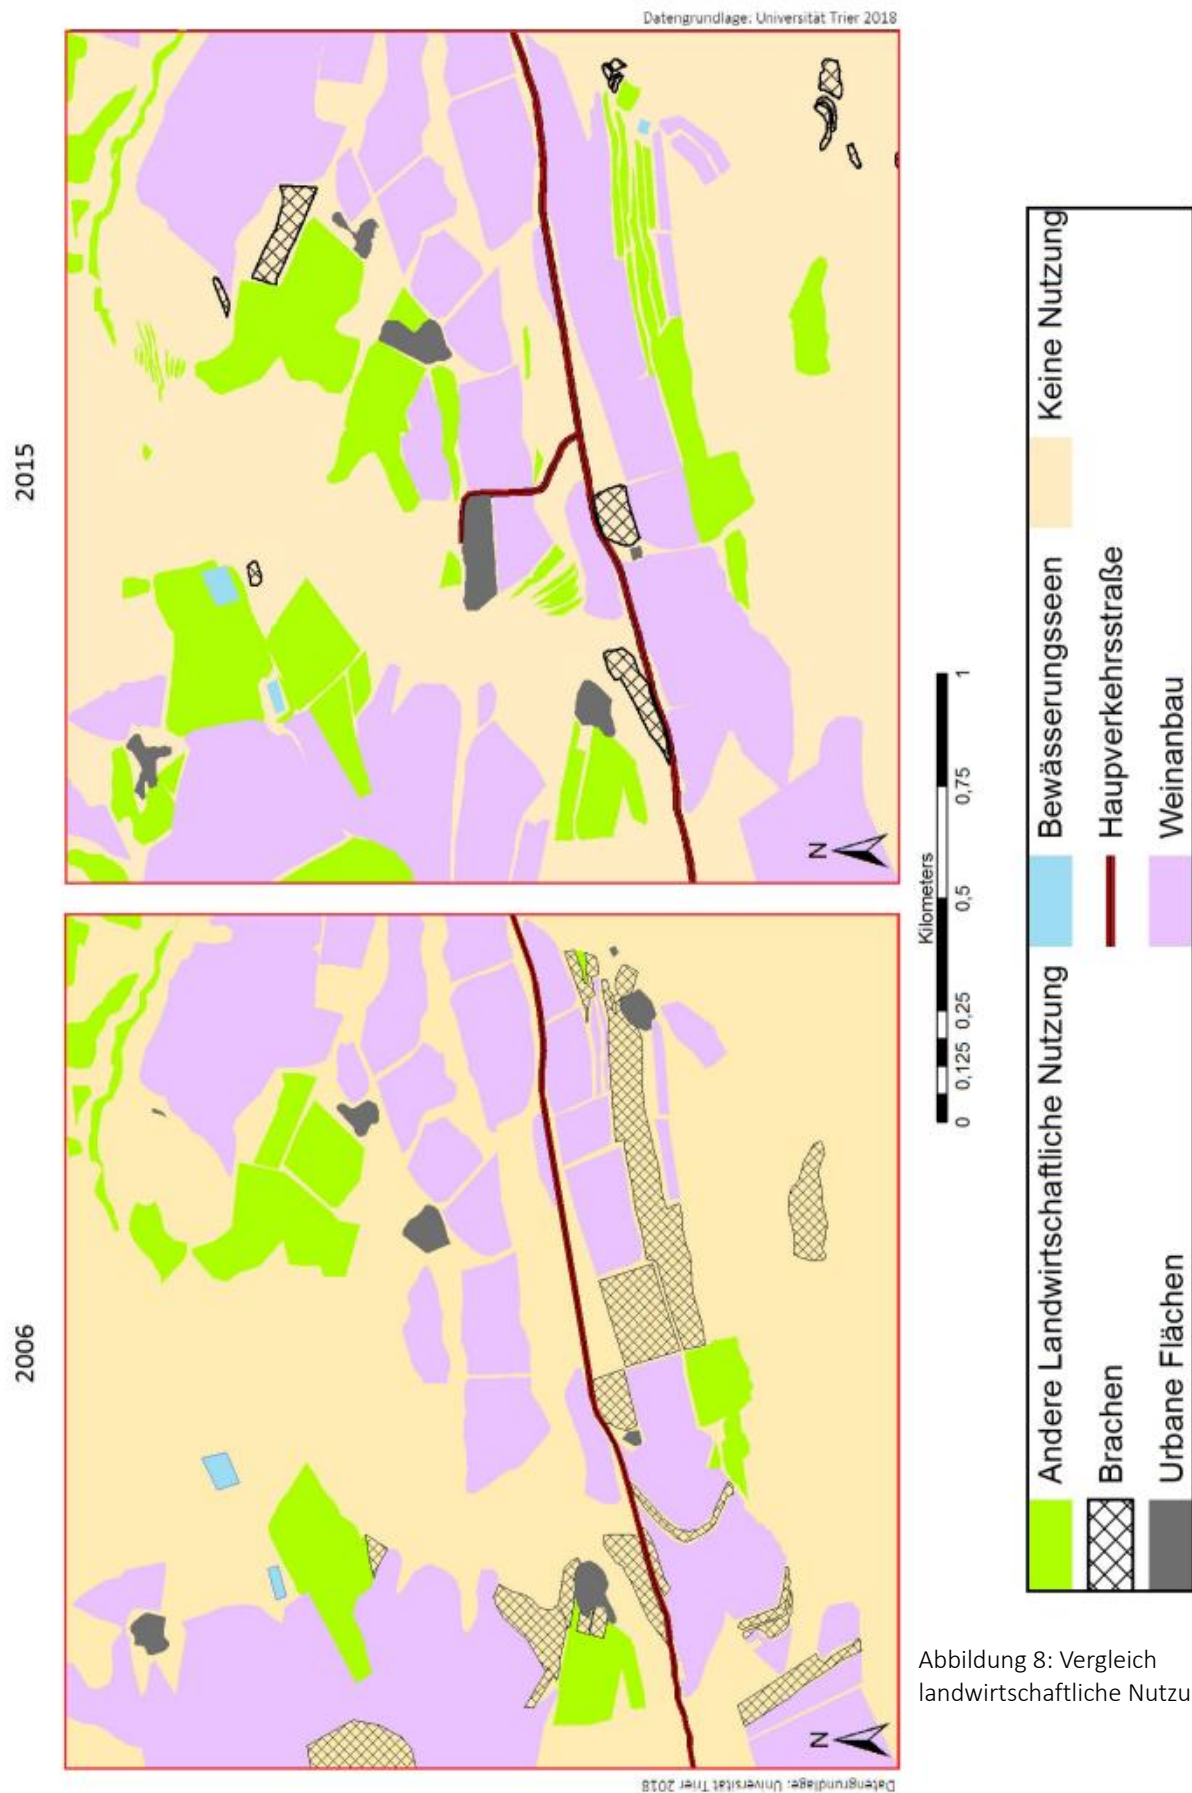 Datengrundlage: Universität Trier 2018
2015
N
2006
N
Datengrundlage: Universität Trier 2018
Kilometers
0 0,125 0,25 0,5 0,75 1
Andere Landwirtschaftliche Nutzung
Bewässerungsseen
Keine Nutzung
Brachen
Haupverkehrsstraße
Urbane Flächen
Weinanbau
Abbildung 8: Vergleich
landwirtschaftliche Nutzu